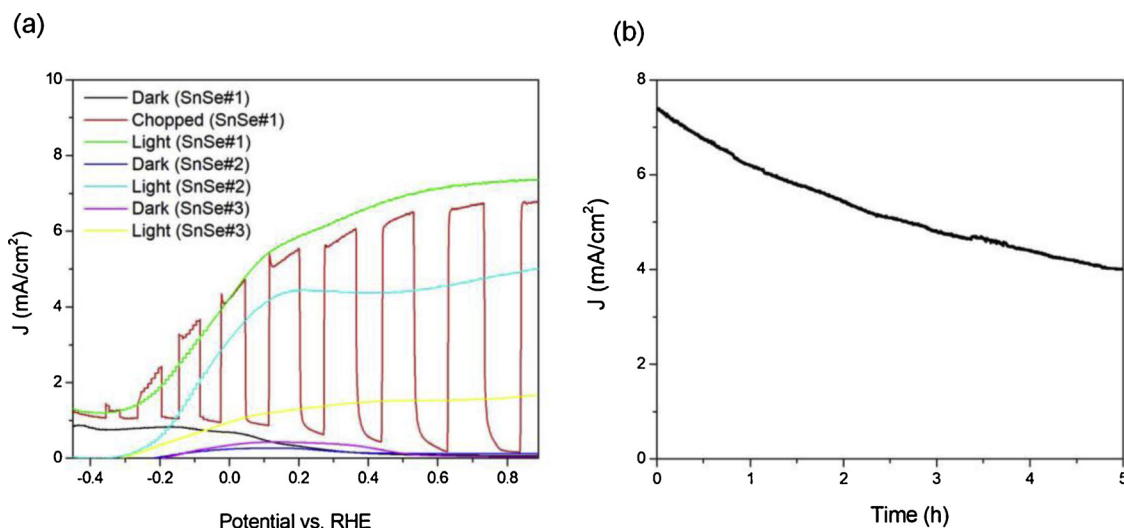 (a)
10
8
6
4
2
0
J (mA/cm²)
Dark (SnSe#1)
Chopped (SnSe#1)
Light (SnSe#1)
Dark (SnSe#2)
Light (SnSe#2)
Dark (SnSe#3)
Light (SnSe#3)
-0.4 -0.2 0.0 0.2 0.4 0.6 0.8
Potential vs. RHE
(b)
8
6
4
2
0
J (mA/cm²)
0 1 2 3 4 5
Time (h)